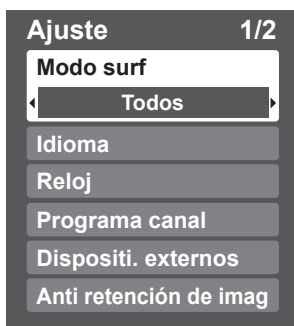 Ajuste 1/2
Modo surf
Todos
Idioma
Reloj
Programa canal
Dispositi. externos
Anti retención de imag